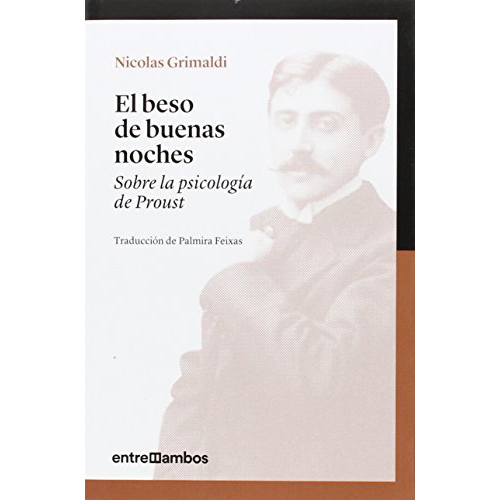 Nicolas Grimaldi
El beso
de buenas
noches
Sobre la psicología
de Proust
Traducción de Palmira Feixas
entreambos